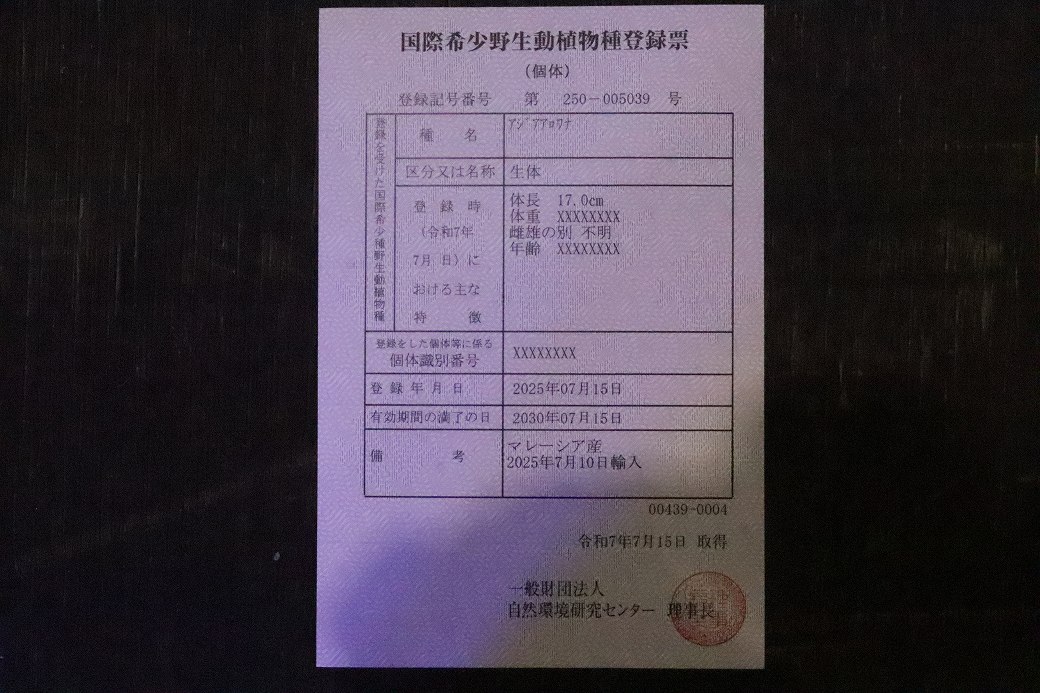 国際希少野生動植物種登録票
（個体）
登録記号番号　第　250－005039　号
登録を受けた国際希少種野生動植物種
種　名　ｱｼﾞｱｱﾛﾜﾅ
区分又は名称　生体
登　録　時
（令和7年
7月 日）に
おける主な
特　徴
体長　17.0cm
体重　XXXXXXXX
雌雄の別　不明
年齢　XXXXXXXX
登録をした個体等に係る
個体識別番号　XXXXXXXX
登 録 年 月 日　2025年07月15日
有効期間の満了の日　2030年07月15日
備　考　マレーシア産
2025年7月10日輸入
00439-0004
令和7年7月15日 取得
一般財団法人
自然環境研究センター　理事長